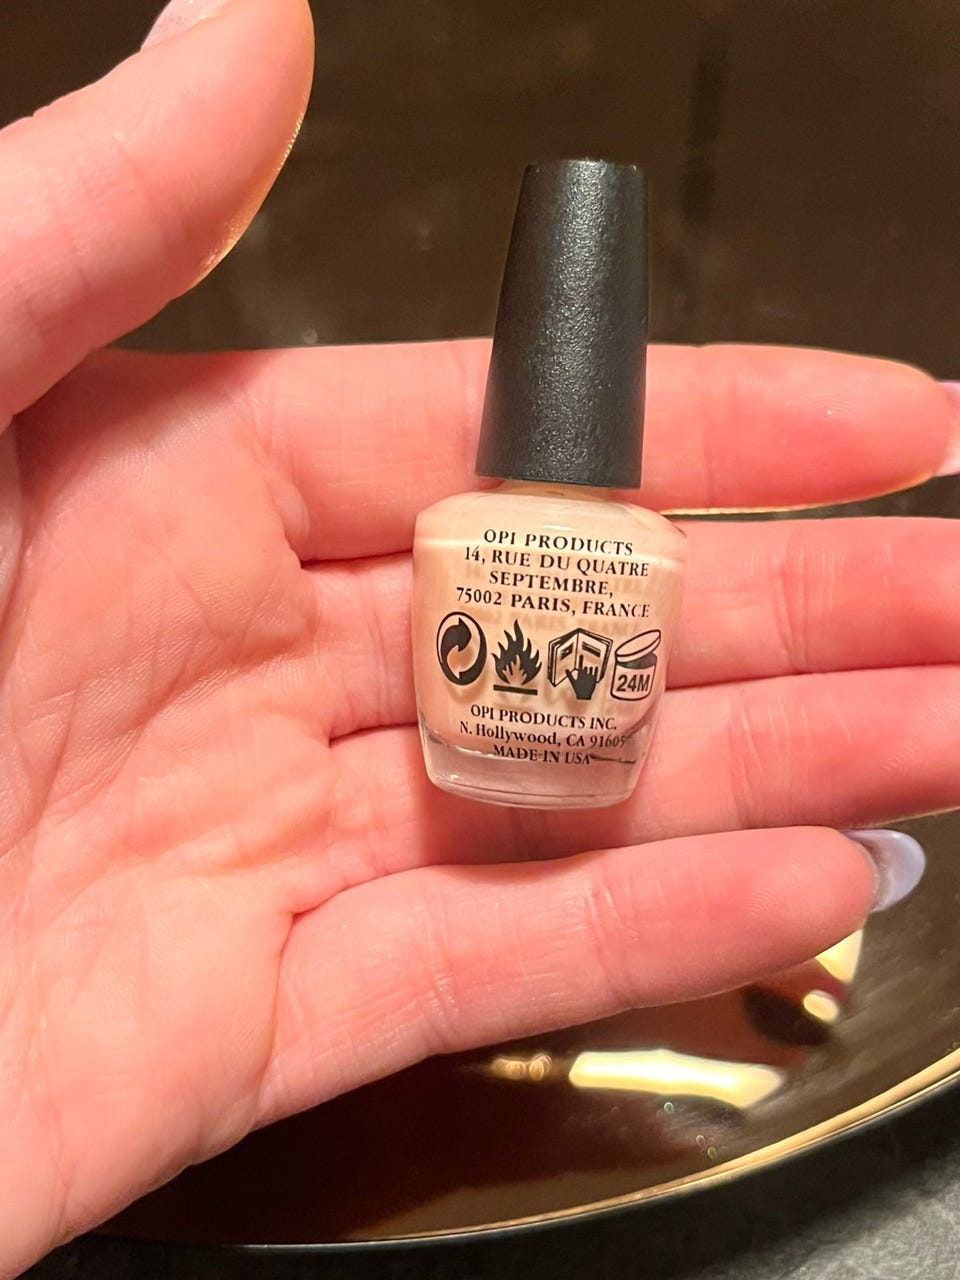 OPI PRODUCTS
14, RUE DU QUATRE
SEPTEMBRE,
75002 PARIS, FRANCE
24M
OPI PRODUCTS INC.
N. Hollywood, CA 91605
MADE IN USA